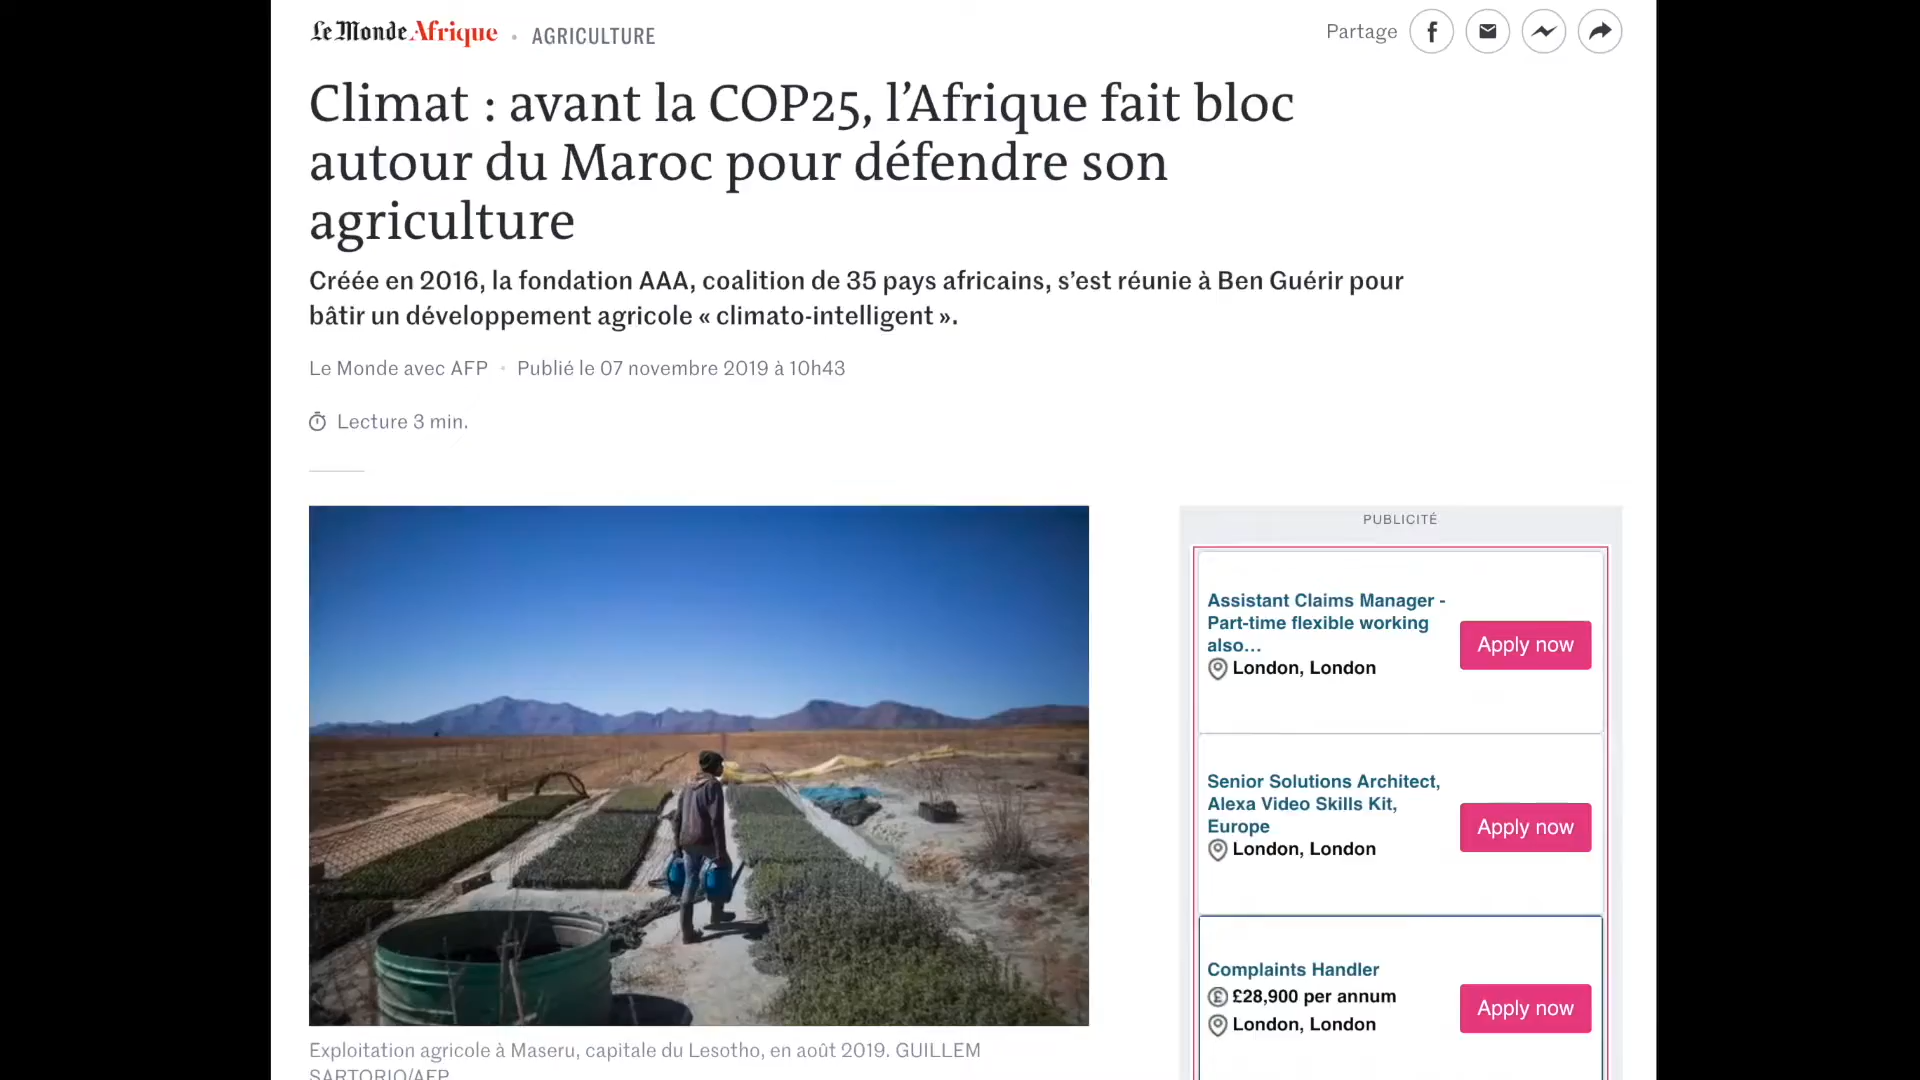 Le Monde Afrique • AGRICULTURE
Partage
Climat : avant la COP25, l’Afrique fait bloc
autour du Maroc pour défendre son
agriculture
Créée en 2016, la fondation AAA, coalition de 35 pays africains, s’est réunie à Ben Guérir pour
bâtir un développement agricole « climato-intelligent ».
Le Monde avec AFP • Publié le 07 novembre 2019 à 10h43
Lecture 3 min.
Exploitation agricole à Maseru, capitale du Lesotho, en août 2019. GUILLEM
SARTORIO/AFP
PUBLICITÉ
Assistant Claims Manager -
Part-time flexible working
also...
London, London
Apply now
Senior Solutions Architect,
Alexa Video Skills Kit,
Europe
London, London
Apply now
Complaints Handler
£28,900 per annum
London, London
Apply now